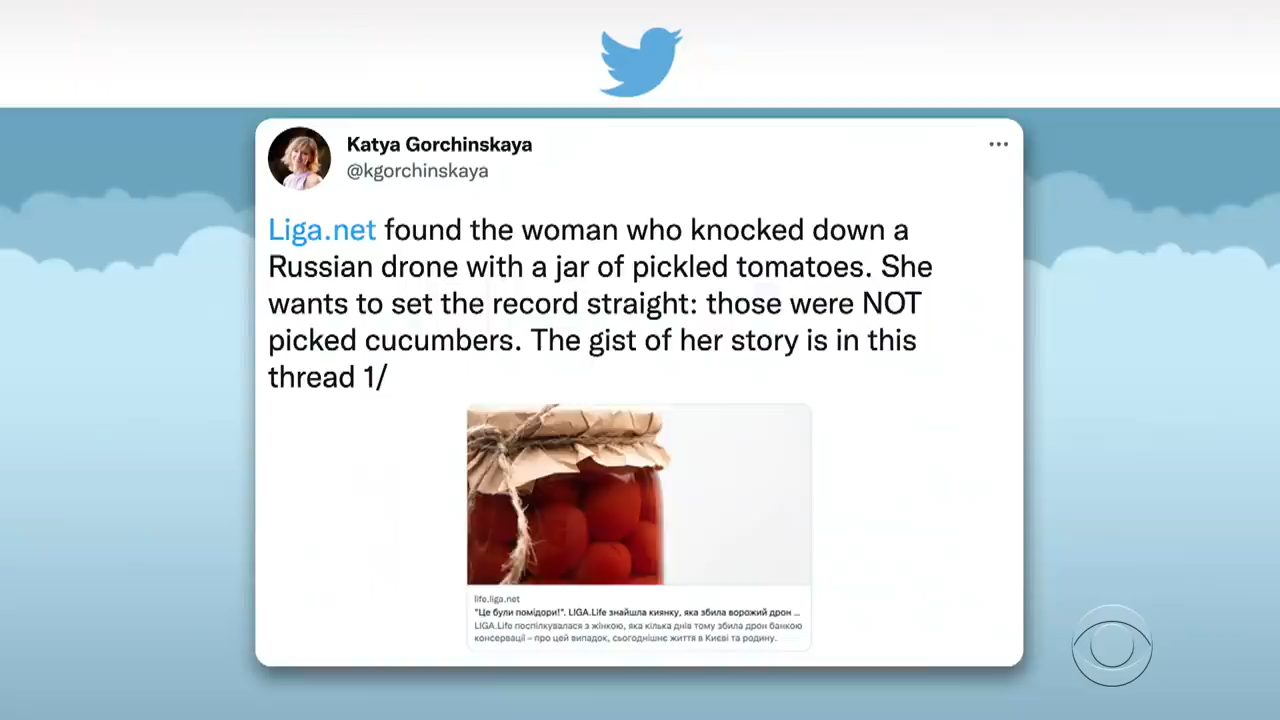 Katya Gorchinskaya
@kgorchinskaya
Liga.net found the woman who knocked down a
Russian drone with a jar of pickled tomatoes. She
wants to set the record straight: those were NOT
picked cucumbers. The gist of her story is in this
thread 1/
life.liga.net
"Це були помідори!". LIGA.Life знайшла киянку, яка збила ворожий дрон ...
LIGA.Life поспілкувалася з жінкою, яка кілька днів тому збила дрон банкою
консервації – про цей випадок, сьогоднішнє життя в Києві та родину.